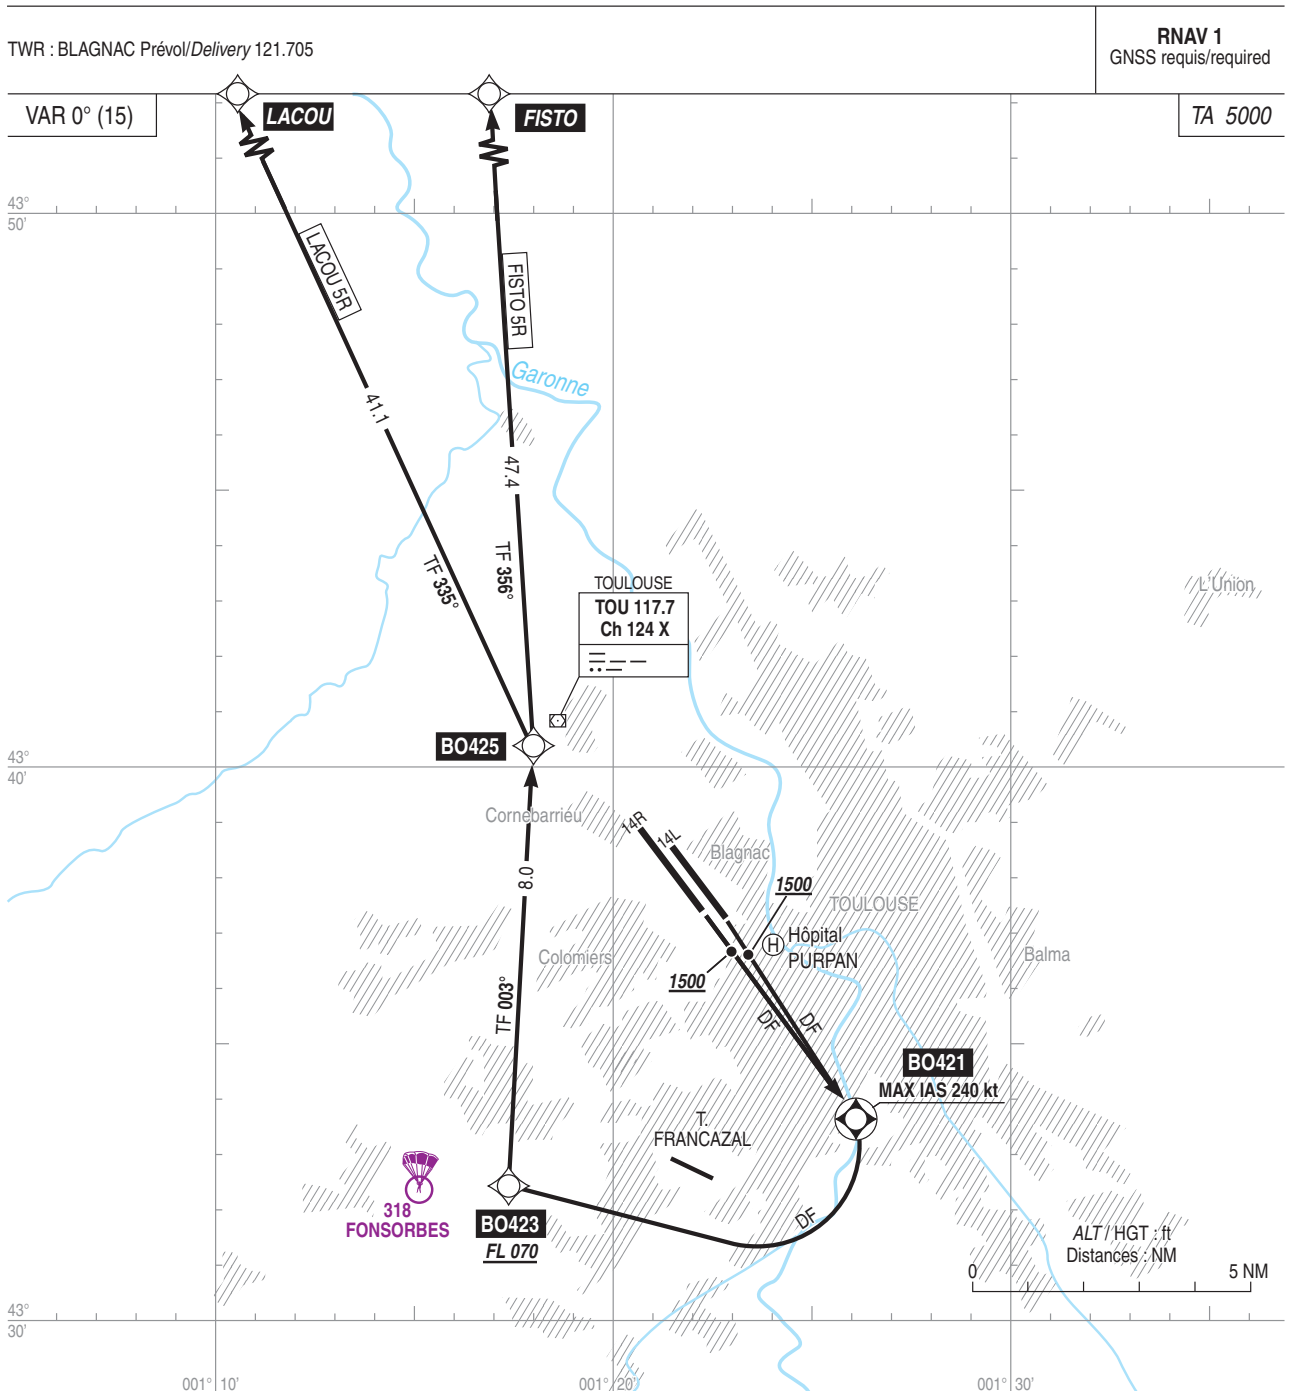 TWR : BLAGNAC Prévol/Delivery 121.705
RNAV 1
GNSS requis/required
VAR 0° (15)
LACOU
FISTO
TA 5000
43°
50'
LACOU 5R
FISTO 5R
Garonne
41.1
47.4
TF 335°
TF 356°
TOULOUSE
TOU 117.7
Ch 124 X
L'Union
BO425
43°
40'
Cornebarrieu
14R
14L
Blagnac
8.0
1500
TOULOUSE
H
Hôpital
PURPAN
Colomiers
Balma
1500
TF 003°
DF
DF
BO421
MAX IAS 240 kt
T.
FRANCAZAL
318
FONSORBES
BO423
FL 070
DF
ALT / HGT : ft
Distances : NM
0
5 NM
43°
30'
001° 10'
001° 20'
001° 30'